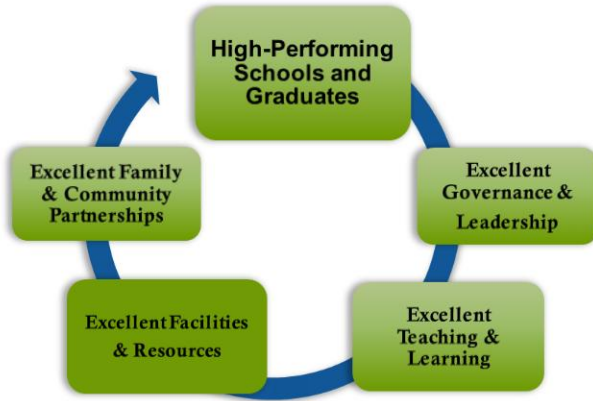 High-Performing
Schools and
Graduates
Excellent
Governance &
Leadership
Excellent
Teaching &
Learning
Excellent Facilities
& Resources
Excellent Family
& Community
Partnerships